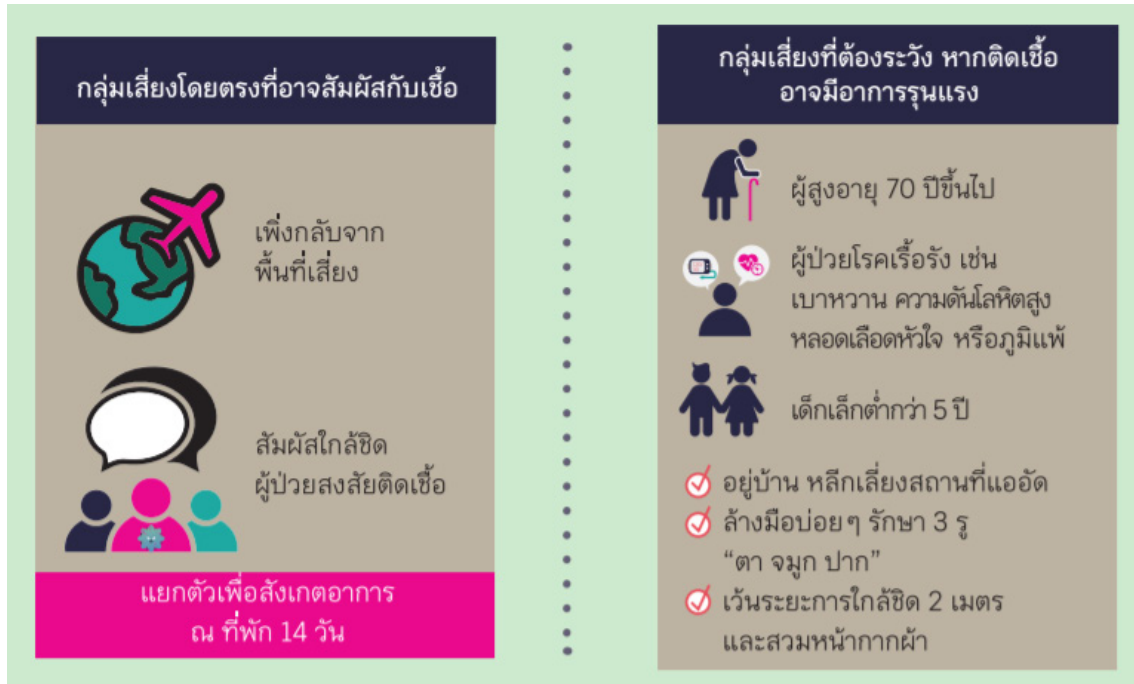 กลุ่มเสี่ยงโดยตรงที่อาจสัมผัสกับเชื้อ
เพิ่งกลับจาก
พื้นที่เสี่ยง
สัมผัสใกล้ชิด
ผู้ป่วยสงสัยติดเชื้อ
แยกตัวเพื่อสังเกตอาการ
ณ ที่พัก 14 วัน
กลุ่มเสี่ยงที่ต้องระวัง หากติดเชื้อ
อาจมีอาการรุนแรง
ผู้สูงอายุ 70 ปีขึ้นไป
ผู้ป่วยโรคเรื้อรัง เช่น
เบาหวาน ความดันโลหิตสูง
หลอดเลือดหัวใจ หรือภูมิแพ้
เด็กเล็กต่ำกว่า 5 ปี
อยู่บ้าน หลีกเลี่ยงสถานที่แออัด
ล้างมือบ่อยๆ รักษา 3 รู
“ตา จมูก ปาก”
เว้นระยะการใกล้ชิด 2 เมตร
และสวมหน้ากากผ้า